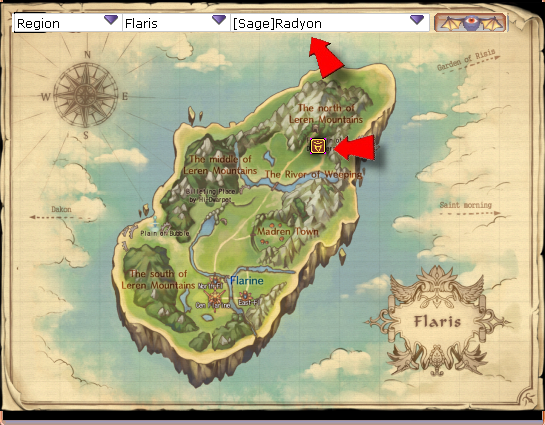 Region
Flaris
[Sage]Radyon
Garden of Risis
N
W E
S
The north of
Leren Mountains
The middle of
Leren Mountains
The River of Weeping
Dakon
Saint morning
Plain of Bubble
Madren Town
The south of
Leren Mountains
Flarine
Flaris